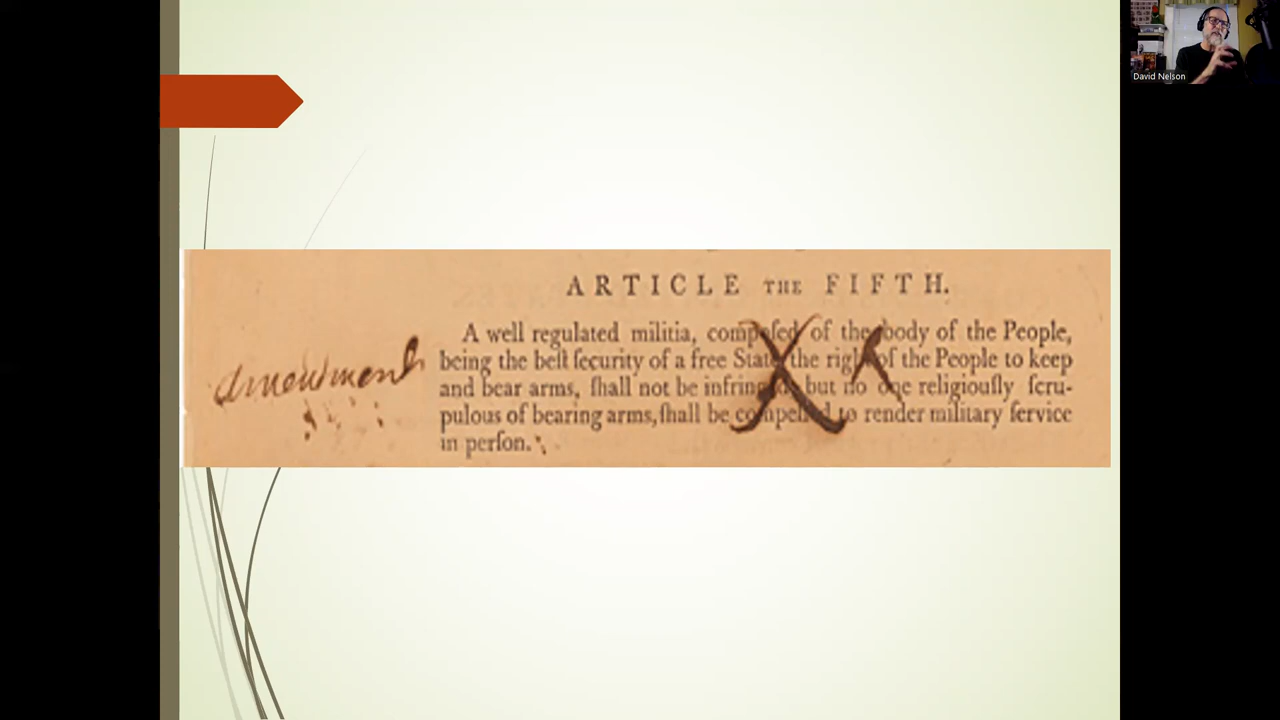 David Nelson
ARTICLE THE FIFTH.
A well regulated militia, compoſed of the body of the People,
amendment
being the beſt ſecurity of a free State, the right of the People to keep
and bear arms, ſhall not be infringed; but no one religiouſly ſcru-
pulous of bearing arms, ſhall be compelled to render military ſervice
in perſon.